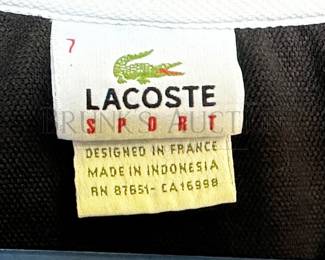 7
LACOSTE
SPORT
DESIGNED IN FRANCE
MADE IN INDONESIA
RN 87651- CA16998